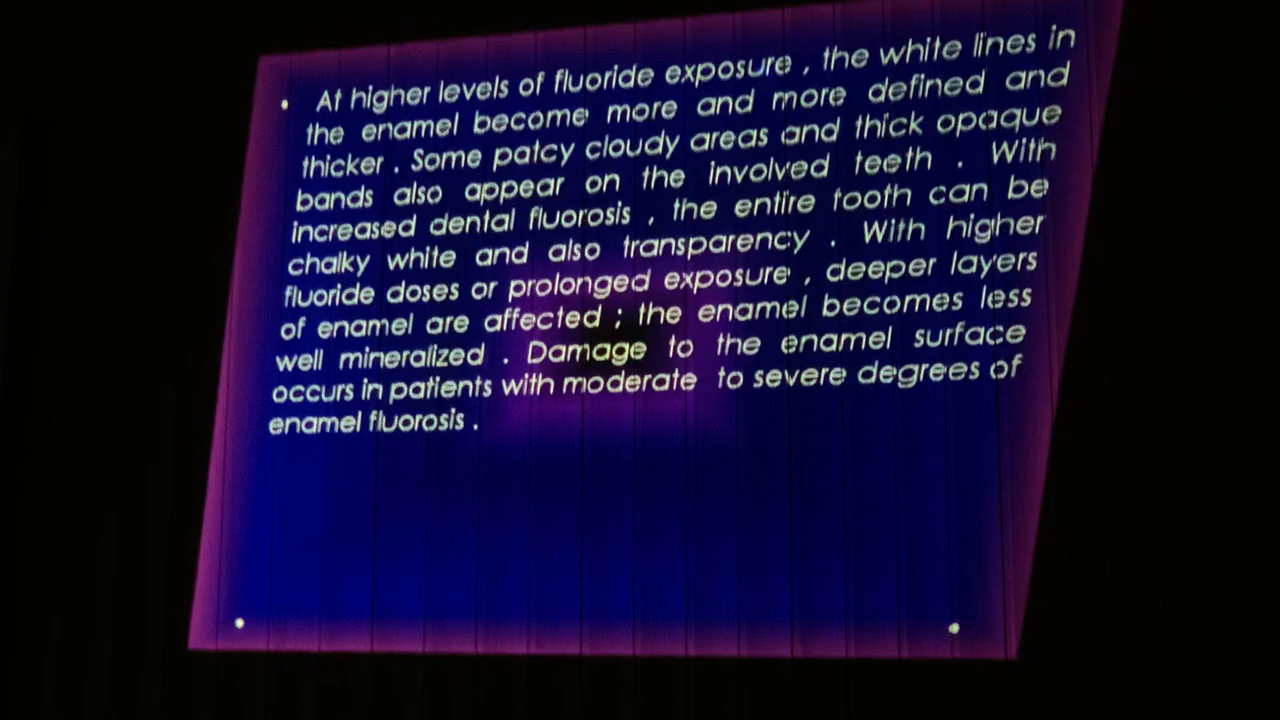 • At higher levels of fluoride exposure , the white lines in
the enamel become more and more defined and
thicker . Some patcy cloudy areas and thick opaque
bands also appear on the involved teeth . With
increased dental fluorosis , the entire tooth can be
chalky white and also transparency . With higher
fluoride doses or prolonged exposure , deeper layers
of enamel are affected ; the enamel becomes less
well mineralized . Damage to the enamel surface
occurs in patients with moderate to severe degrees of
enamel fluorosis .